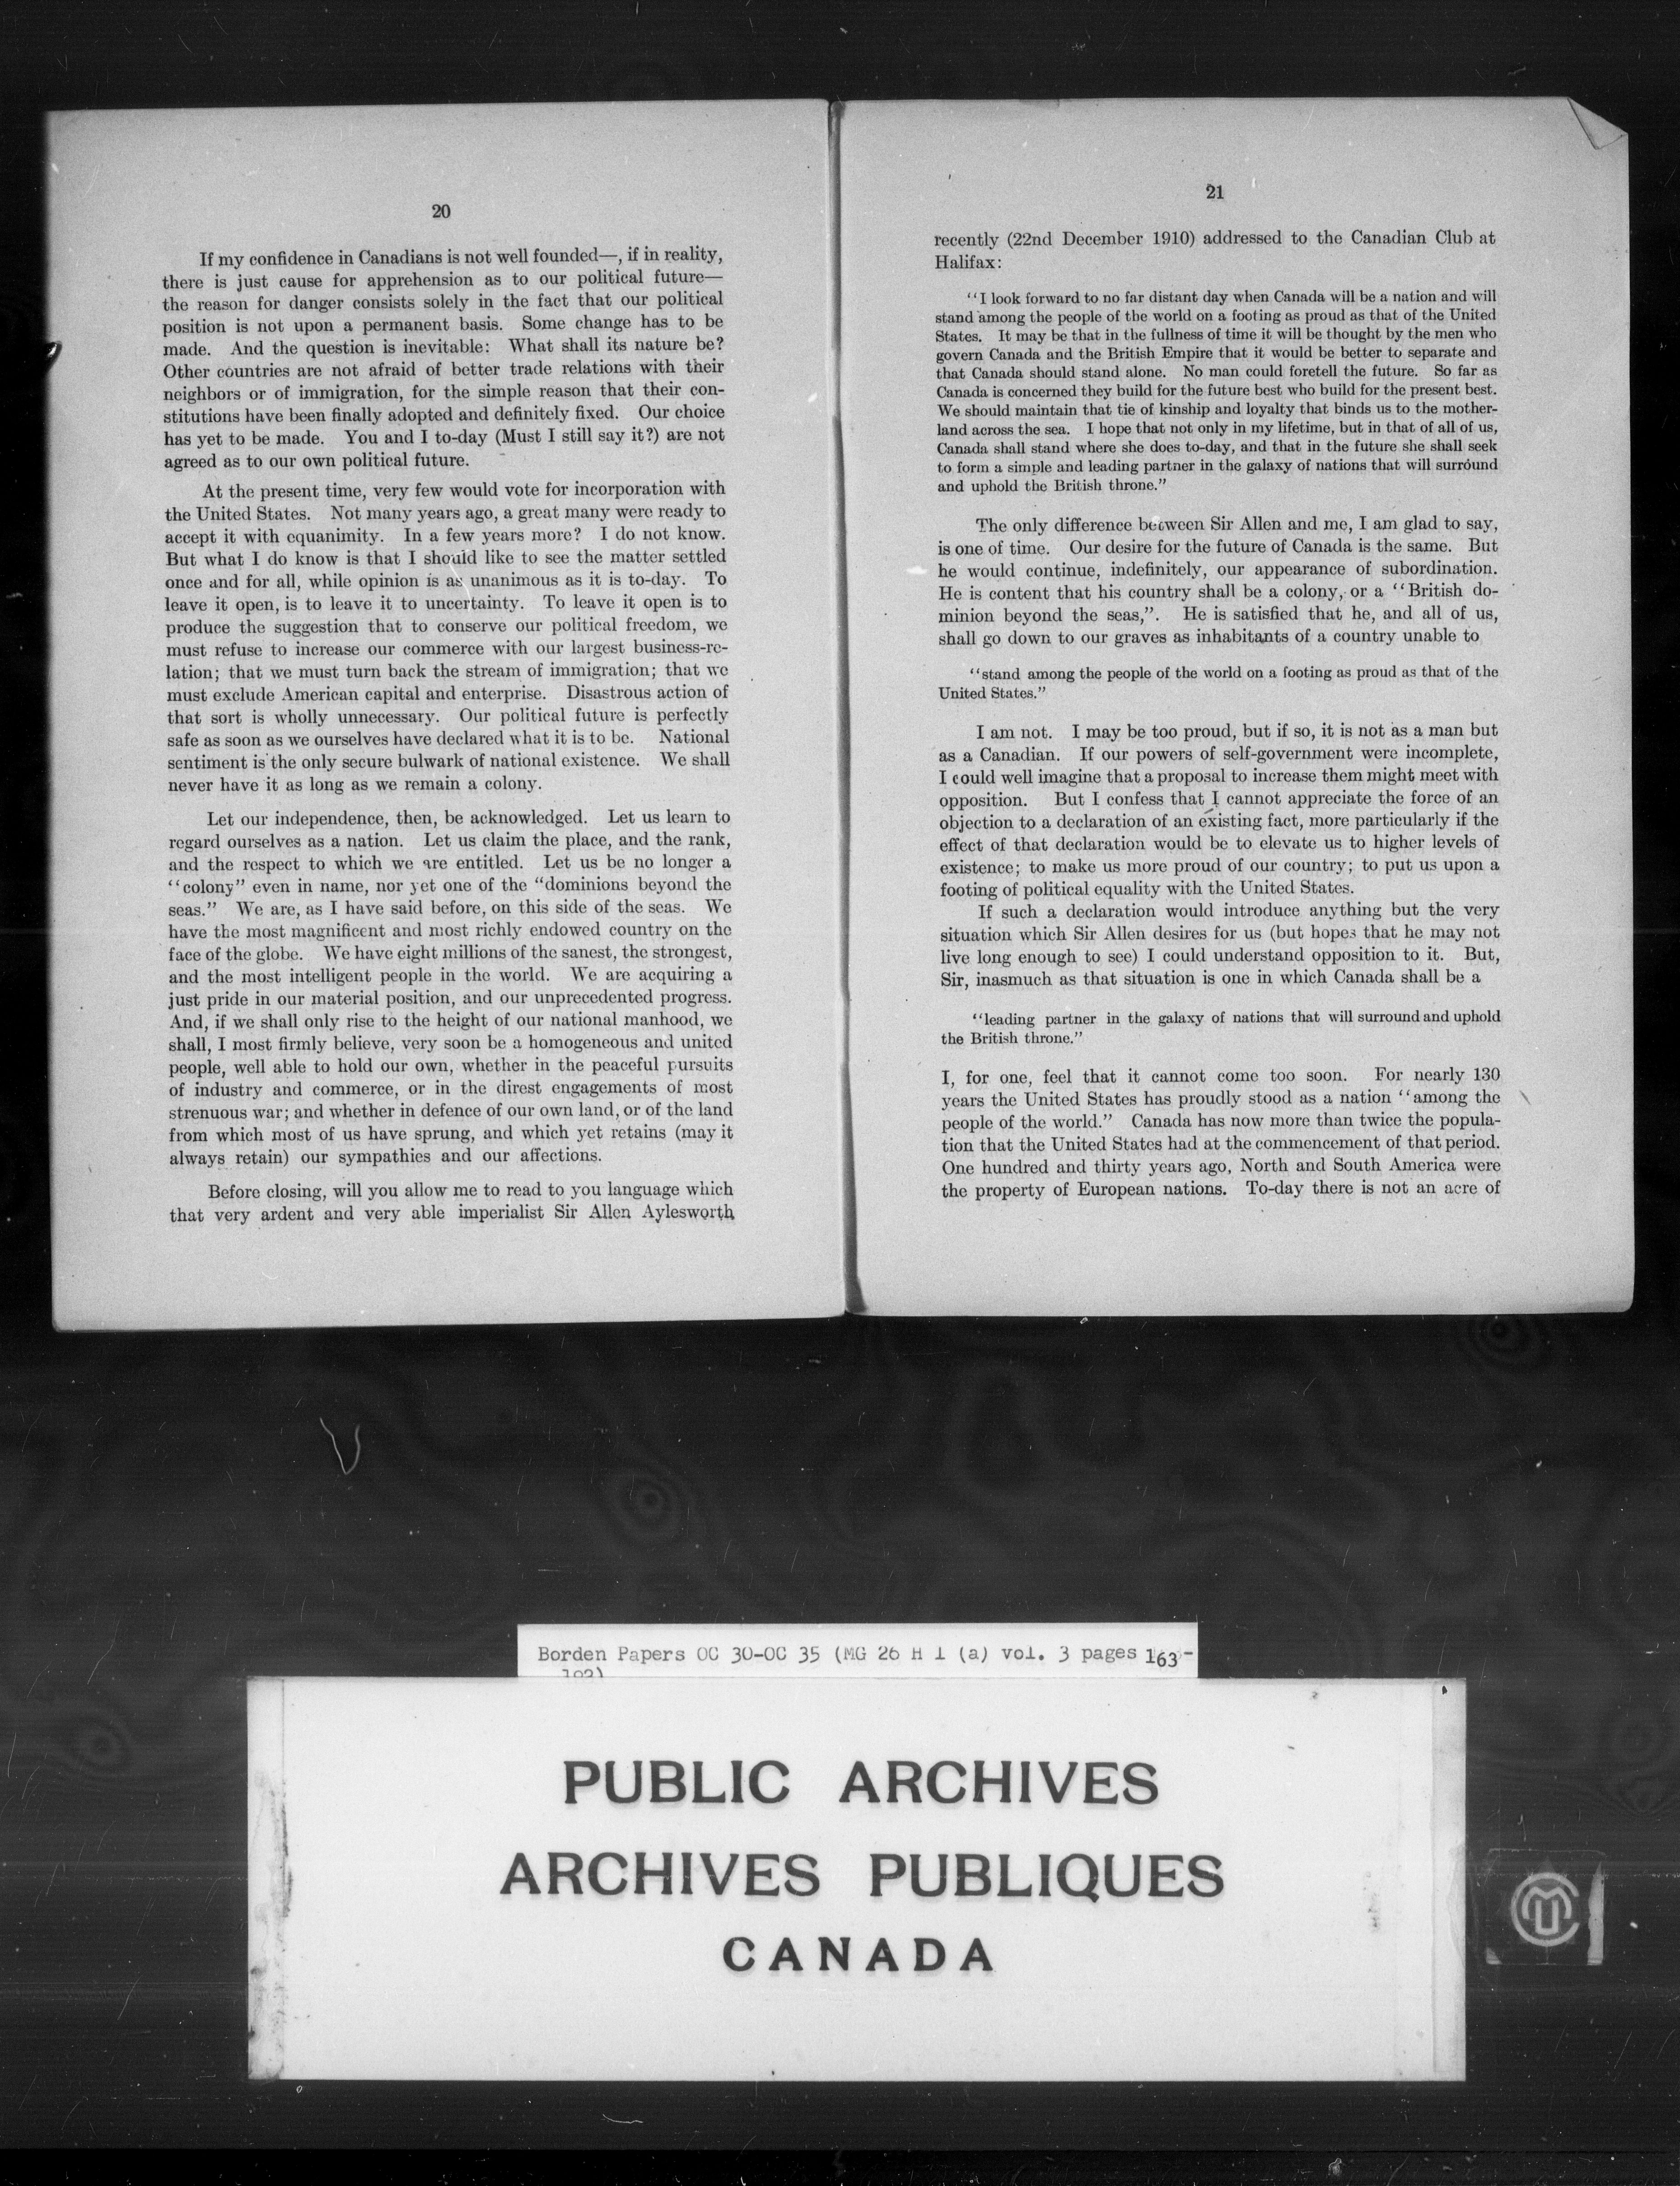 20
If my confidence in Canadians is not well founded—, if in reality,
there is just cause for apprehension as to our political future—
the reason for danger consists solely in the fact that our political
position is not upon a permanent basis. Some change has to be
made. And the question is inevitable: What shall its nature be?
Other countries are not afraid of better trade relations with their
neighbors or of immigration, for the simple reason that their con-
stitutions have been finally adopted and definitely fixed. Our choice
has yet to be made. You and I to-day (Must I still say it?) are not
agreed as to our own political future.
At the present time, very few would vote for incorporation with
the United States. Not many years ago, a great many were ready to
accept it with equanimity. In a few years more? I do not know.
But what I do know is that I should like to see the matter settled
once and for all, while opinion is as unanimous as it is to-day. To
leave it open, is to leave it to uncertainty. To leave it open is to
produce the suggestion that to conserve our political freedom, we
must refuse to increase our commerce with our largest business-re-
lation; that we must turn back the stream of immigration; that we
must exclude American capital and enterprise. Disastrous action of
that sort is wholly unnecessary. Our political future is perfectly
safe as soon as we ourselves have declared what it is to be. National
sentiment is the only secure bulwark of national existence. We shall
never have it as long as we remain a colony.
Let our independence, then, be acknowledged. Let us learn to
regard ourselves as a nation. Let us claim the place, and the rank,
and the respect to which we are entitled. Let us be no longer a
"colony" even in name, nor yet one of the "dominions beyond the
seas." We are, as I have said before, on this side of the seas. We
have the most magnificent and most richly endowed country on the
face of the globe. We have eight millions of the sanest, the strongest,
and the most intelligent people in the world. We are acquiring a
just pride in our material position, and our unprecedented progress.
And, if we shall only rise to the height of our national manhood, we
shall, I most firmly believe, very soon be a homogeneous and united
people, well able to hold our own, whether in the peaceful pursuits
of industry and commerce, or in the direst engagements of most
strenuous war; and whether in defence of our own land, or of the land
from which most of us have sprung, and which yet retains (may it
always retain) our sympathies and our affections.
Before closing, will you allow me to read to you language which
that very ardent and very able imperialist Sir Allen Aylesworth
21
recently (22nd December 1910) addressed to the Canadian Club at
Halifax:
"I look forward to no far distant day when Canada will be a nation and will
stand among the people of the world on a footing as proud as that of the United
States. It may be that in the fullness of time it will be thought by the men who
govern Canada and the British Empire that it would be better to separate and
that Canada should stand alone. No man could foretell the future. So far as
Canada is concerned they build for the future best who build for the present best.
We should maintain that tie of kinship and loyalty that binds us to the mother-
land across the sea. I hope that not only in my lifetime, but in that of all of us,
Canada shall stand where she does to-day, and that in the future she shall seek
to form a simple and leading partner in the galaxy of nations that will surround
and uphold the British throne."
The only difference between Sir Allen and me, I am glad to say,
is one of time. Our desire for the future of Canada is the same. But
he would continue, indefinitely, our appearance of subordination.
He is content that his country shall be a colony, or a "British do-
minion beyond the seas,". He is satisfied that he, and all of us,
shall go down to our graves as inhabitants of a country unable to
"stand among the people of the world on a footing as proud as that of the
United States."
I am not. I may be too proud, but if so, it is not as a man but
as a Canadian. If our powers of self-government were incomplete,
I could well imagine that a proposal to increase them might meet with
opposition. But I confess that I cannot appreciate the force of an
objection to a declaration of an existing fact, more particularly if the
effect of that declaration would be to elevate us to higher levels of
existence; to make us more proud of our country; to put us upon a
footing of political equality with the United States.
If such a declaration would introduce anything but the very
situation which Sir Allen desires for us (but hopes that he may not
live long enough to see) I could understand opposition to it. But,
Sir, inasmuch as that situation is one in which Canada shall be a
"leading partner in the galaxy of nations that will surround and uphold
the British throne."
I, for one, feel that it cannot come too soon. For nearly 130
years the United States has proudly stood as a nation "among the
people of the world." Canada has now more than twice the popula-
tion that the United States had at the commencement of that period.
One hundred and thirty years ago, North and South America were
the property of European nations. To-day there is not an acre of
Borden Papers OC 30-OC 35 (MG 26 H 1 (a) vol. 3 pages 163-
PUBLIC ARCHIVES
ARCHIVES PUBLIQUES
CANADA